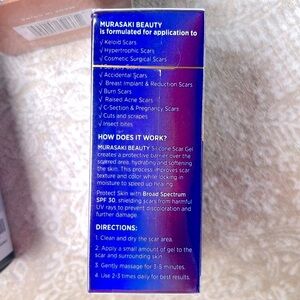 MURASAKI BEAUTY
is formulated for application to
√ Keloid Scars
√ Hypertrophic Scars
√ Cosmetic Surgical Scars
√ Surgery Scars
√ Accidental Scars
√ Breast Implant & Reduction Scars
√ Burn Scars
√ Raised Acne Scars
√ C-Section & Pregnancy Scars
√ Cuts and scrapes
√ Insect bites
HOW DOES IT WORK?
MURASAKI BEAUTY Silicone Scar Gel
creates a protective barrier over the
scarred area, hydrating and softening
the skin. This process improves scar
texture and color while locking in
moisture to speed up healing.
Protect Skin with Broad Spectrum
SPF 30, shielding scars from harmful
UV rays to prevent discoloration and
further damage.
DIRECTIONS:
1. Clean and dry the scar area.
2. Apply a small amount of gel to the
scar and surrounding skin.
3. Gently massage for 3-5 minutes.
4. Use 2-3 times daily for best results.